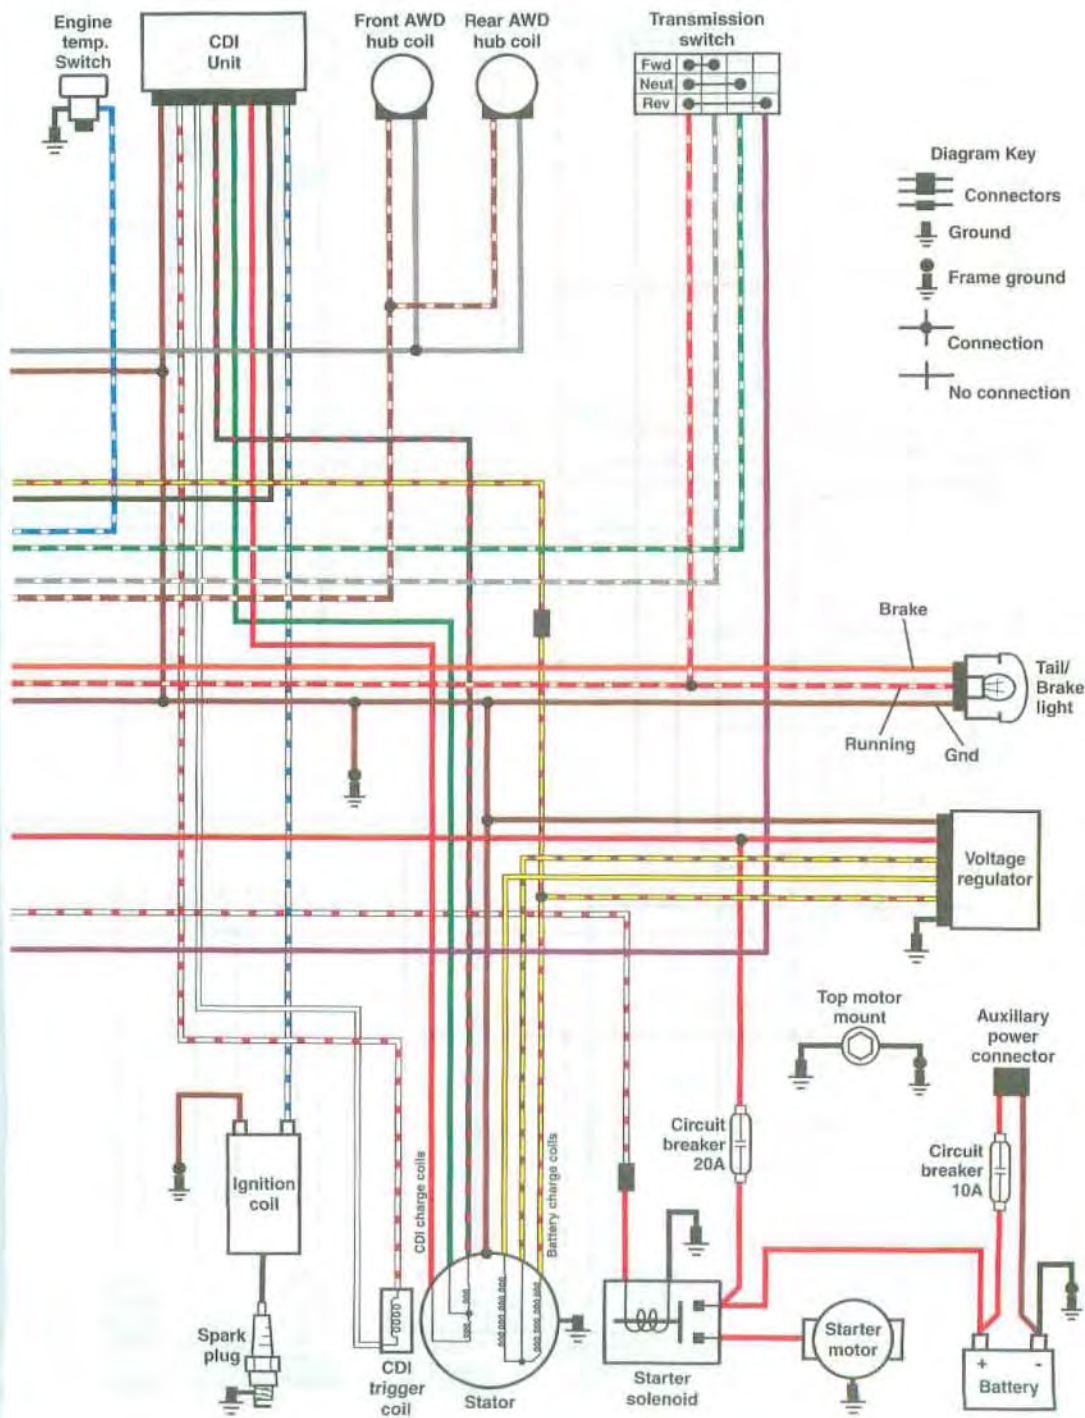 Engine
temp.
Switch
CDI
Unit
Front AWD
hub coil
Rear AWD
hub coil
Transmission
switch
Fwd
Neut
Rev
Diagram Key
Connectors
Ground
Frame ground
Connection
No connection
Brake
Tail/
Brake
light
Running
Gnd
Voltage
regulator
Top motor
mount
Auxillary
power
connector
Circuit
breaker
20A
Circuit
breaker
10A
Ignition
coil
CDI charge coils
Battery charge coils
Spark
plug
CDI
trigger
coil
Stator
Starter
solenoid
Starter
motor
+ -
Battery